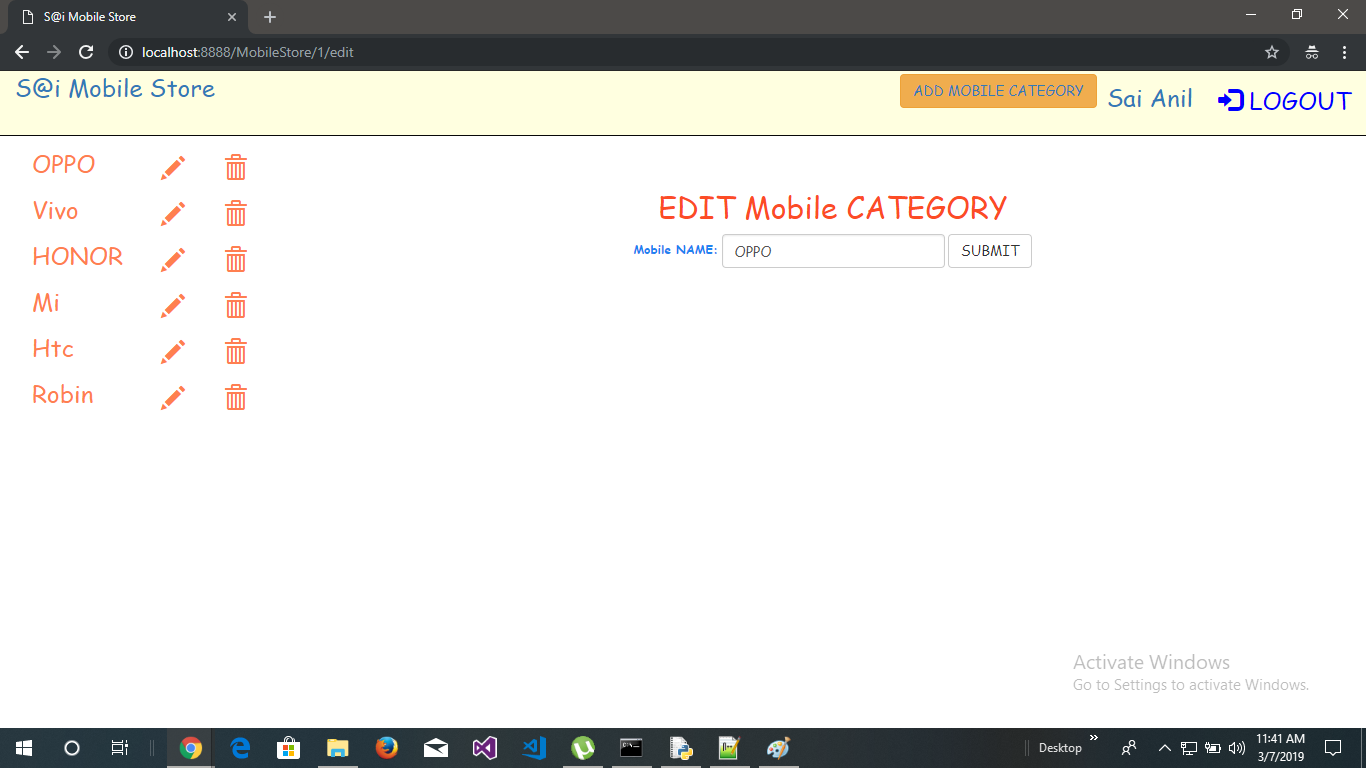 S@i Mobile Store
localhost:8888/MobileStore/1/edit
S@i Mobile Store
ADD MOBILE CATEGORY
Sai Anil
LOGOUT
OPPO
Vivo
HONOR
Mi
Htc
Robin
EDIT Mobile CATEGORY
Mobile NAME: OPPO SUBMIT
Activate Windows
Go to Settings to activate Windows.
Desktop
11:41 AM
3/7/2019